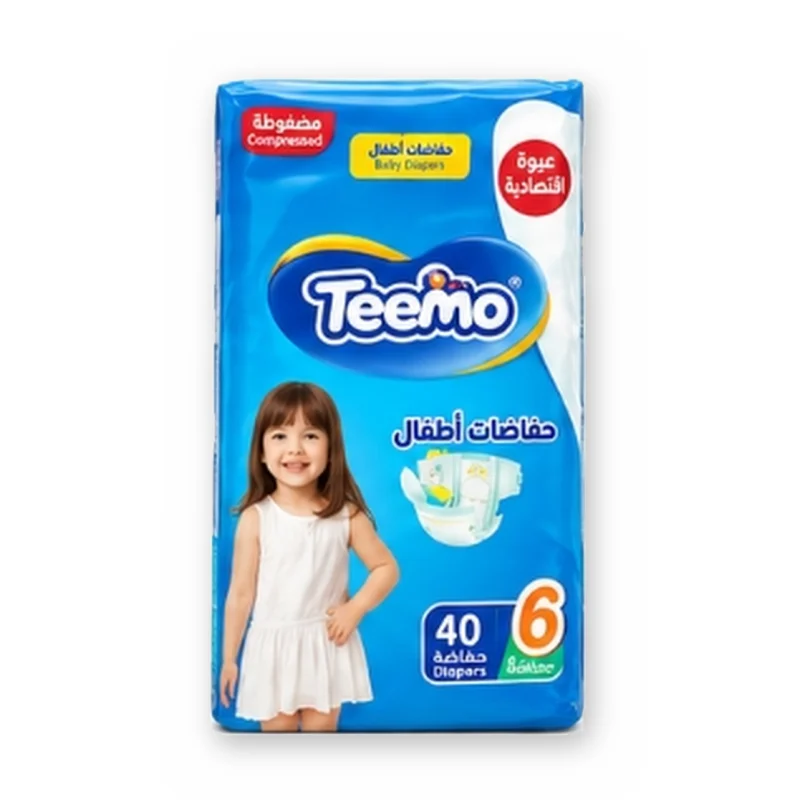 مضغوطة
Compressed
حفاضات أطفال
Baby Diapers
عبوة
اقتصادية
Teemo®
حفاضات أطفال
40
حفاضة
Diapers
6